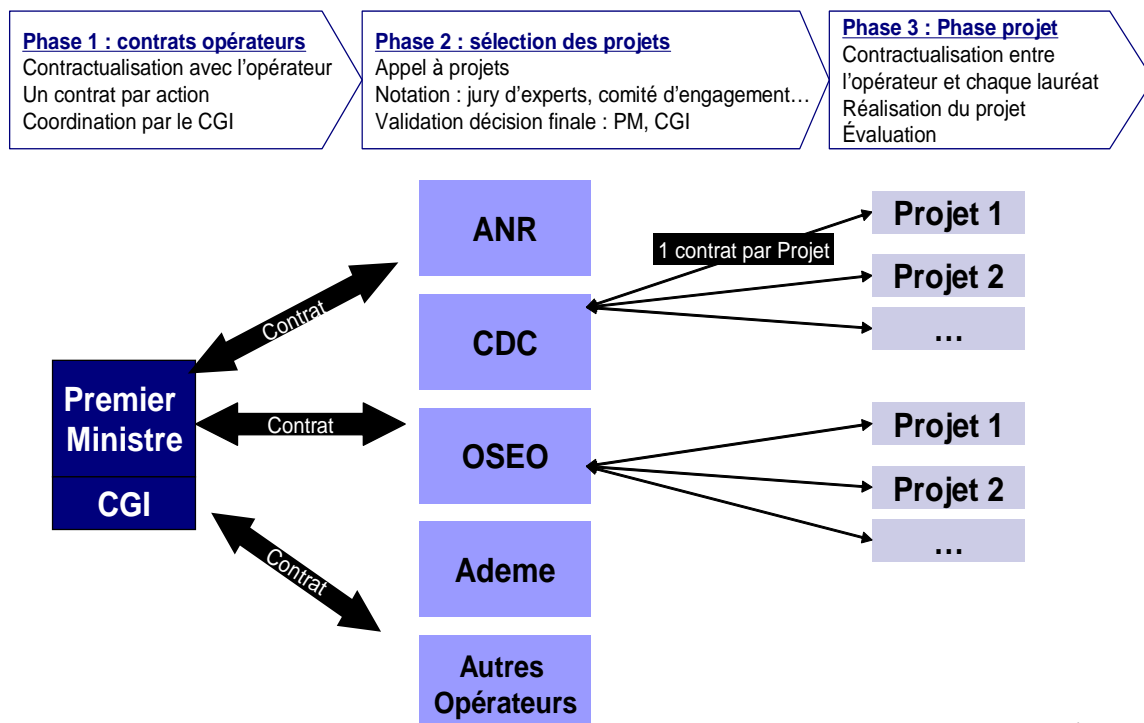 Phase 1 : contrats opérateurs
Contractualisation avec l'opérateur
Un contrat par action
Coordination par le CGI
Phase 2 : sélection des projets
Appel à projets
Notation : jury d'experts, comité d'engagement…
Validation décision finale : PM, CGI
Phase 3 : Phase projet
Contractualisation entre
l'opérateur et chaque lauréat
Réalisation du projet
Évaluation
Premier
Ministre
CGI
Contrat
Contrat
Contrat
ANR
CDC
OSEO
Ademe
Autres
Opérateurs
1 contrat par Projet
Projet 1
Projet 2
…
Projet 1
Projet 2
…